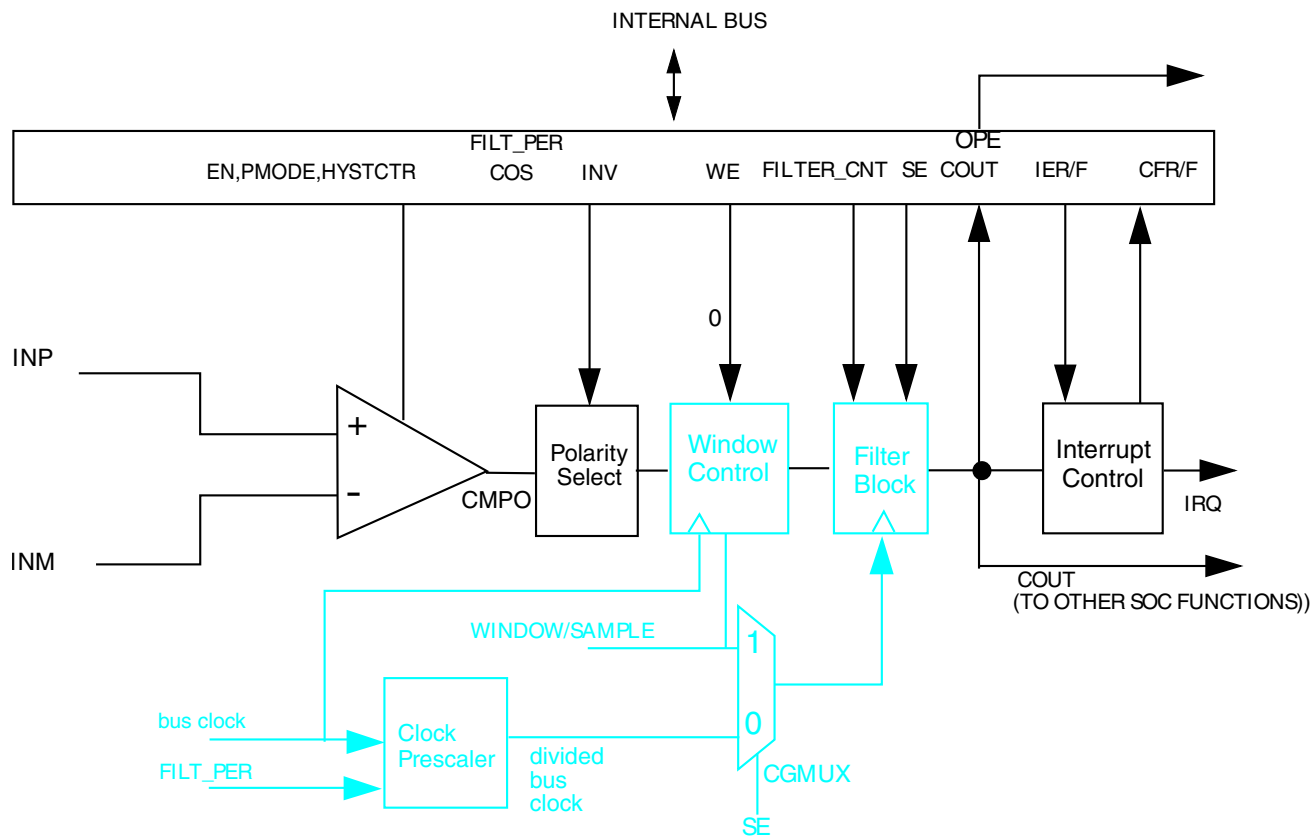 INTERNAL BUS
FILT_PER
OPE
EN,PMODE,HYSTCTR
COS
INV
WE
FILTER_CNT
SE
COUT
IER/F
CFR/F
0
INP
+
-
INM
CMPO
Polarity
Select
Window
Control
Filter
Block
Interrupt
Control
IRQ
COUT
(TO OTHER SOC FUNCTIONS))
WINDOW/SAMPLE
1
0
bus clock
FILT_PER
Clock
Prescaler
divided
bus
clock
CGMUX
SE